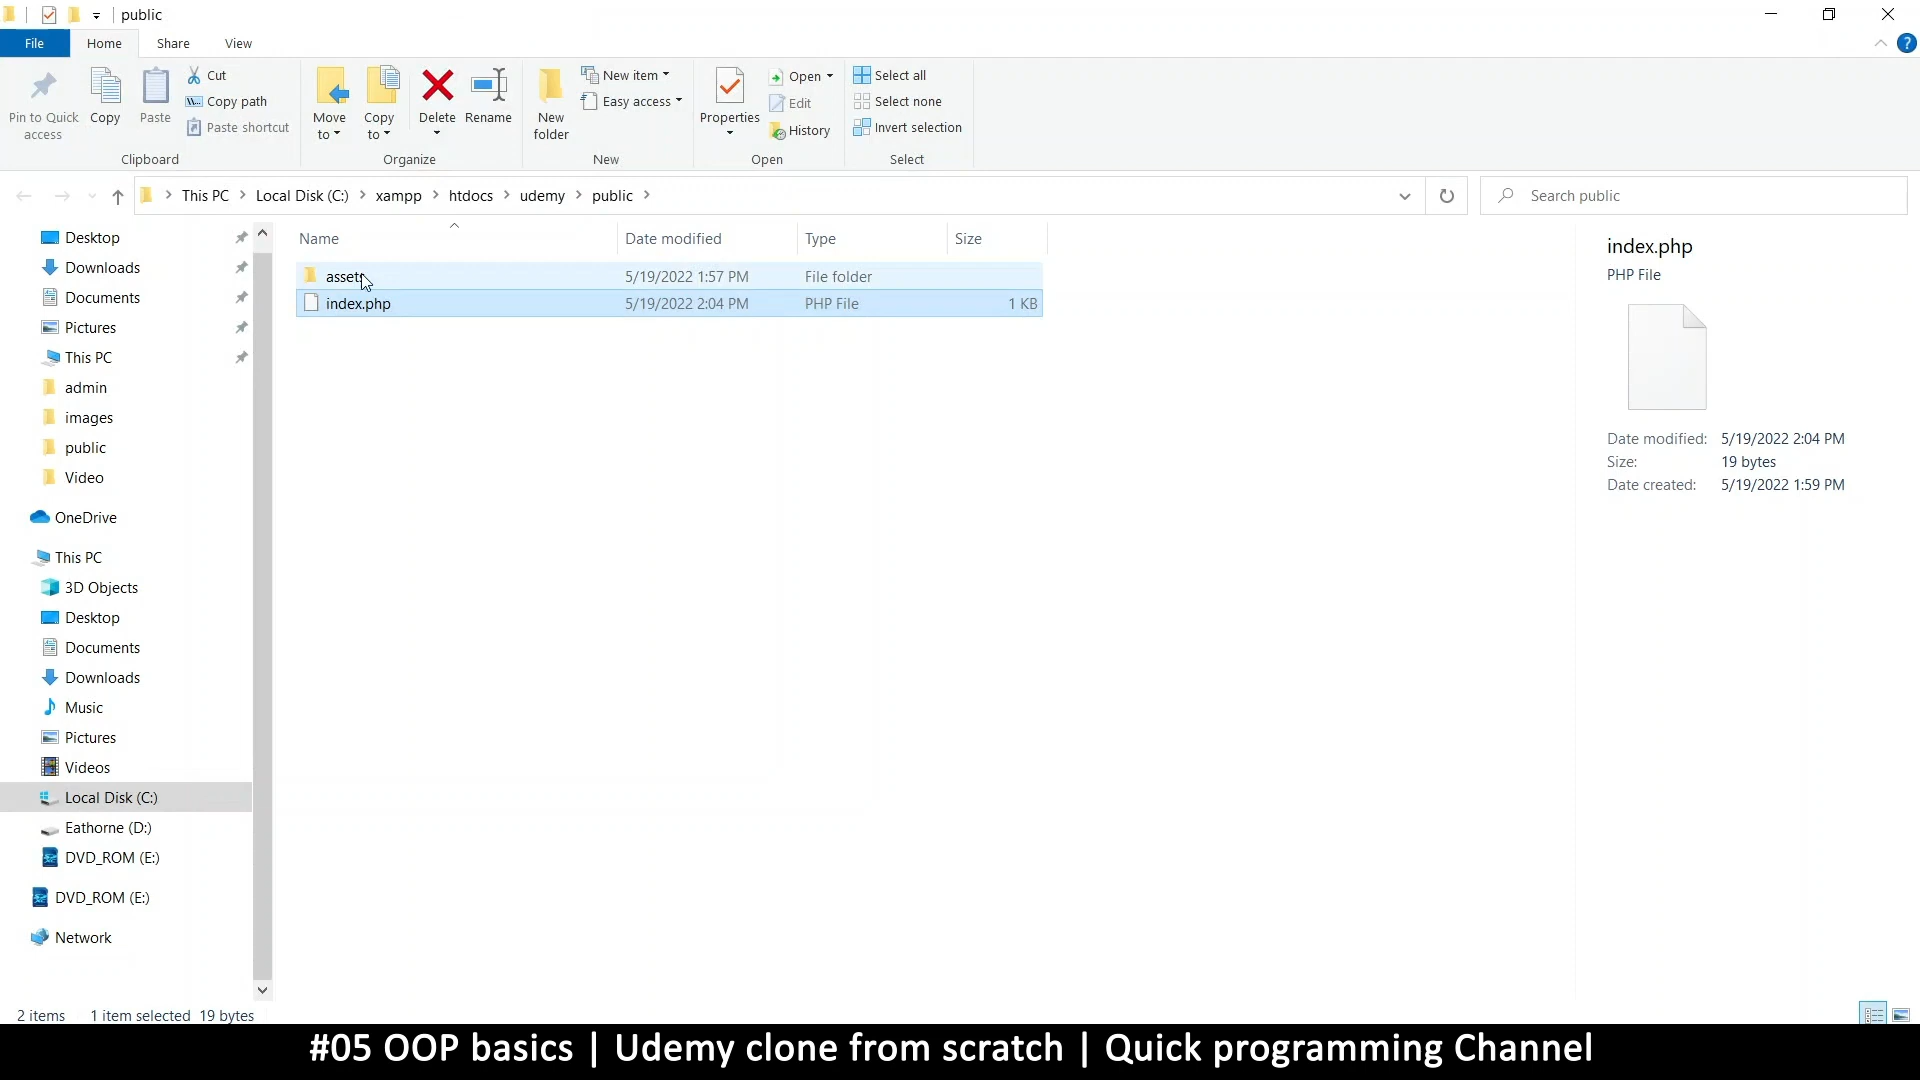 public
File Home Share View
Pin to Quick access
Copy
Paste
Cut
Copy path
Paste shortcut
Clipboard
Move to
Copy to
Delete
Rename
Organize
New folder
New item
Easy access
New
Properties
Open
Edit
History
Open
Select all
Select none
Invert selection
Select
This PC > Local Disk (C:) > xampp > htdocs > udemy > public >
Search public
Desktop
Downloads
Documents
Pictures
This PC
admin
images
public
Video
OneDrive
This PC
3D Objects
Desktop
Documents
Downloads
Music
Pictures
Videos
Local Disk (C:)
Eathorne (D:)
DVD_ROM (E:)
DVD_ROM (E:)
Network
Name Date modified Type Size
assets 5/19/2022 1:57 PM File folder
index.php 5/19/2022 2:04 PM PHP File 1 KB
index.php
PHP File
Date modified: 5/19/2022 2:04 PM
Size: 19 bytes
Date created: 5/19/2022 1:59 PM
2 items 1 item selected 19 bytes
#05 OOP basics | Udemy clone from scratch | Quick programming Channel